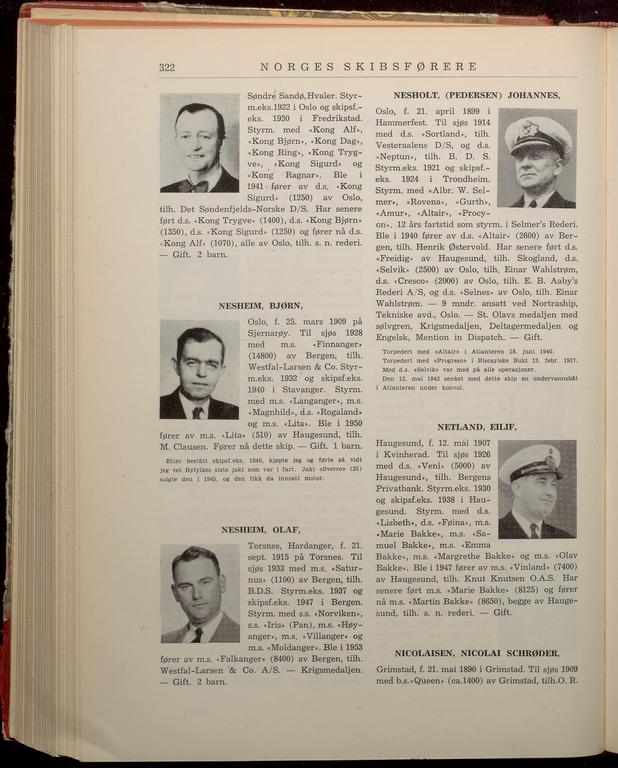 322
NORGES SKIBSFØRERE
Søndre Sandø, Hvaler. Styr-
m.eks. 1922 i Oslo og skipsf.-
eks. 1930 i Fredrikstad.
Styrm. med «Kong Alf»,
«Kong Bjørn», «Kong Dag»,
«Kong Ring», «Kong Tryg-
ve», «Kong Sigurd» og
«Kong Ragnar». Ble i
1941 fører av d.s. «Kong
Sigurd» (1250) av Oslo,
tilh. Det Søndenfjelds-Norske D/S. Har senere
ført d.s. «Kong Trygve» (1400), d.s. «Kong Bjørn»
(1350), d.s. «Kong Sigurd» (1250) og fører nå d.s.
«Kong Alf» (1070), alle av Oslo, tilh. s. n. rederi.
— Gift. 2 barn.
NESHEIM, BJØRN,
Oslo, f. 25. mars 1909 på
Sjernarøy. Til sjøs 1928
med m.s. «Finnanger»
(14800) av Bergen, tilh.
Westfal-Larsen & Co. Styr-
m.eks. 1932 og skipsf.eks.
1940 i Stavanger. Styrm.
med m.s. «Langanger», m.s.
«Magnhild», d.s. «Rogaland»
og m.s. «Lita». Ble i 1950
fører av m.s. «Lita» (510) av Haugesund, tilh.
M. Clausen. Fører nå dette skip. — Gift. 1 barn.
Etter bestått skipsf.eks. 1940, kjøpte jeg og førte så vidt
jeg vet Ryfylkes siste jakt som var i fart. Jakt «Sverre» (25)
solgte den i 1945, og den fikk da innsatt motor.
NESHEIM, OLAF,
Torsnes, Hardanger, f. 21.
sept. 1915 på Torsnes. Til
sjøs 1933 med m.s. «Satur-
nus» (1100) av Bergen, tilh.
B.D.S. Styrm.eks. 1937 og
skipsf.eks. 1947 i Bergen.
Styrm. med s.s. «Norviken»,
s.s. «Iris» (Pan), m.s. «Høy-
anger», m.s. «Villanger» og
m.s. «Moldanger». Ble i 1953
fører av m.s. «Falkanger» (8400) av Bergen, tilh.
Westfal-Larsen & Co. A/S. — Krigsmedaljen.
— Gift. 2 barn.
NESHOLT, (PEDERSEN) JOHANNES,
Oslo, f. 21. april 1899 i
Hammerfest. Til sjøs 1914
med d.s. «Sortland», tilh.
Vesteraalens D/S, og d.s.
«Neptun», tilh. B. D. S.
Styrm.eks. 1921 og skipsf.-
eks. 1924 i Trondheim.
Styrm. med «Albr. W. Sel-
mer», «Rovena», «Gurth»,
«Amur», «Altair», «Procy-
on». 12 års fartstid som styrm. i Selmer's Rederi.
Ble i 1940 fører av d.s. «Altair» (2600) av Ber-
gen, tilh. Henrik Østervold. Har senere ført d.s.
«Freidig» av Haugesund, tilh. Skogland, d.s.
«Selvik» (2500) av Oslo, tilh. Einar Wahlstrøm,
d.s. «Cresco» (2000) av Oslo, tilh. E. B. Aaby's
Rederi A/S, og d.s. «Selnes» av Oslo, tilh. Einar
Wahlstrøm. — 9 mndr. ansatt ved Nortraship,
Tekniske avd., Oslo. — St. Olavs medaljen med
sølvgren, Krigsmedaljen, Deltagermedaljen og
Engelsk, Mention in Dispatch. — Gift.
Torpedert med «Altair» i Atlanteren 18. juni 1940.
Torpedert med «Progreso» i Biscayiske Bukt 13. febr. 1917.
Med d.s. «Selvik» var med på alle operasjoner.
Den 12. mai 1942 senket med dette skip en undervannsbåt
i Atlanteren under konvoi.
NETLAND, EILIF,
Haugesund, f. 12. mai 1907
i Kvinherad. Til sjøs 1926
med d.s. «Veni» (5000) av
Haugesund», tilh. Bergens
Privatbank. Styrm.eks. 1930
og skipsf.eks. 1938 i Hau-
gesund. Styrm. med d.s.
«Lisbeth», d.s. «Føina», m.s.
«Marie Bakke», m.s. «Sa-
muel Bakke», m.s. «Emma
Bakke», m.s. «Margrethe Bakke» og m.s. «Olav
Bakke». Ble i 1947 fører av m.s. «Vinland» (7400)
av Haugesund, tilh. Knut Knutsen O.A.S. Har
senere ført m.s. «Marie Bakke» (8125) og fører
nå m.s. «Martin Bakke» (8650), begge av Hauge-
sund, tilh. s. n. rederi. — Gift.
NICOLAISEN, NICOLAI SCHRØDER,
Grimstad, f. 21. mai 1890 i Grimstad. Til sjøs 1909
med b.s. «Queen» (ca.1400) av Grimstad, tilh. O. R.